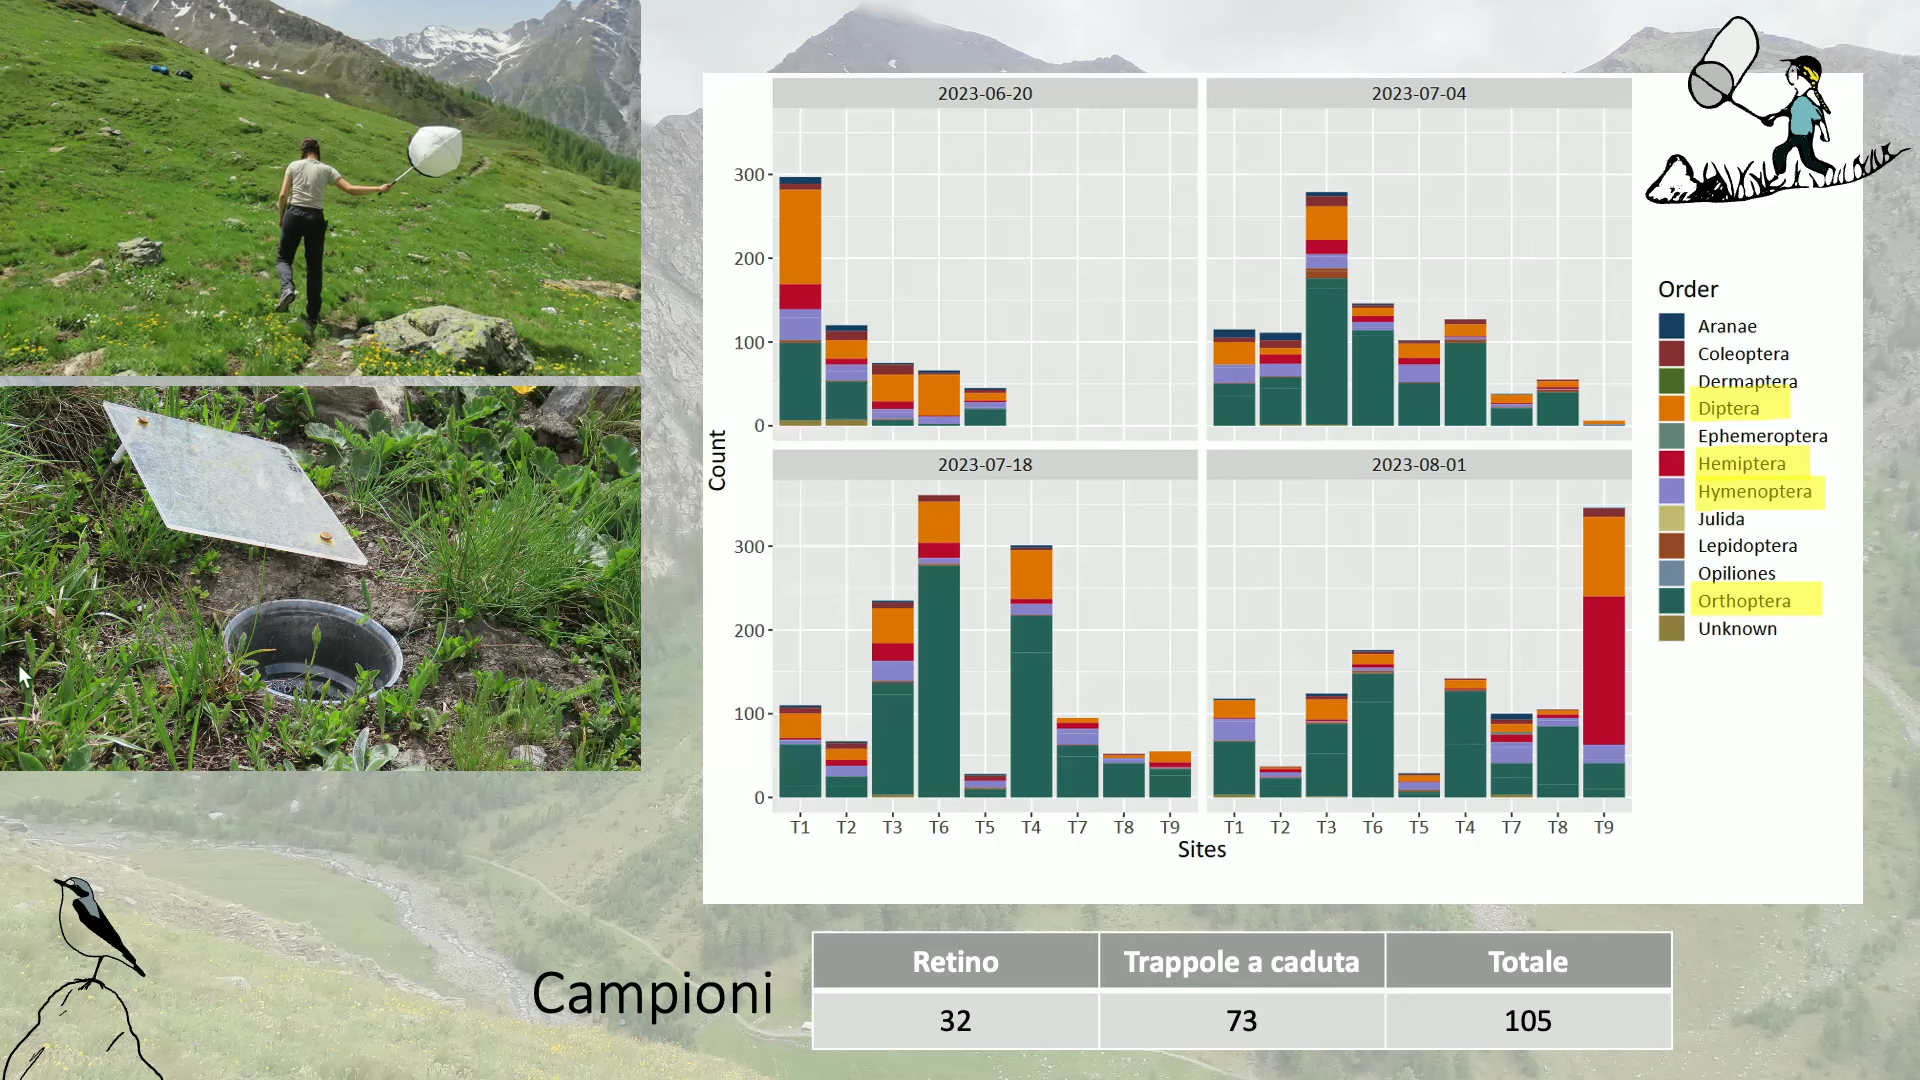 2023-06-20
2023-07-04
300
200
100
0
2023-07-18
2023-08-01
300
200
100
0
Count
T1 T2 T3 T6 T5 T4 T7 T8 T9
T1 T2 T3 T6 T5 T4 T7 T8 T9
Sites
Order
Aranae
Coleoptera
Dermaptera
Diptera
Ephemeroptera
Hemiptera
Hymenoptera
Julida
Lepidoptera
Opiliones
Orthoptera
Unknown
Campioni
Retino Trappole a caduta Totale
32 73 105